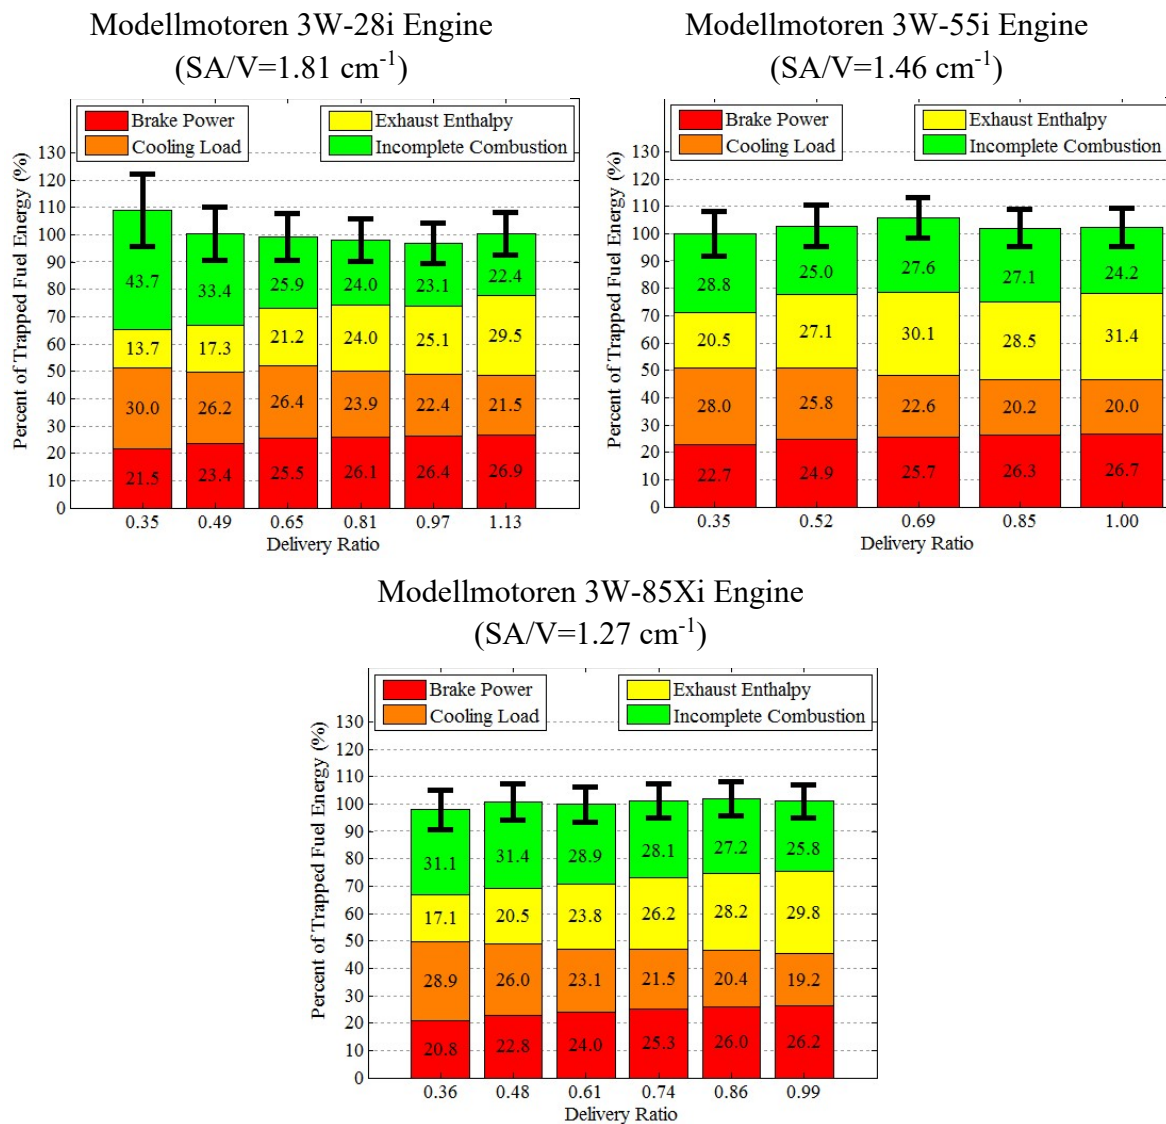 Modellmotoren 3W-28i Engine
(SA/V=1.81 cm-1)
Brake Power
Cooling Load
Exhaust Enthalpy
Incomplete Combustion
Percent of Trapped Fuel Energy (%)
130
120
110
100
90
80
70
60
50
40
30
20
10
0
43.7 33.4 25.9 24.0 23.1 22.4
13.7 17.3 21.2 24.0 25.1 29.5
30.0 26.2 26.4 23.9 22.4 21.5
21.5 23.4 25.5 26.1 26.4 26.9
0.35 0.49 0.65 0.81 0.97 1.13
Delivery Ratio
Modellmotoren 3W-55i Engine
(SA/V=1.46 cm-1)
Brake Power
Cooling Load
Exhaust Enthalpy
Incomplete Combustion
Percent of Trapped Fuel Energy (%)
130
120
110
100
90
80
70
60
50
40
30
20
10
0
28.8 25.0 27.6 27.1 24.2
20.5 27.1 30.1 28.5 31.4
28.0 25.8 22.6 20.2 20.0
22.7 24.9 25.7 26.3 26.7
0.35 0.52 0.69 0.85 1.00
Delivery Ratio
Modellmotoren 3W-85Xi Engine
(SA/V=1.27 cm-1)
Brake Power
Cooling Load
Exhaust Enthalpy
Incomplete Combustion
Percent of Trapped Fuel Energy (%)
130
120
110
100
90
80
70
60
50
40
30
20
10
0
31.1 31.4 28.9 28.1 27.2 25.8
17.1 20.5 23.8 26.2 28.2 29.8
28.9 26.0 23.1 21.5 20.4 19.2
20.8 22.8 24.0 25.3 26.0 26.2
0.36 0.48 0.61 0.74 0.86 0.99
Delivery Ratio